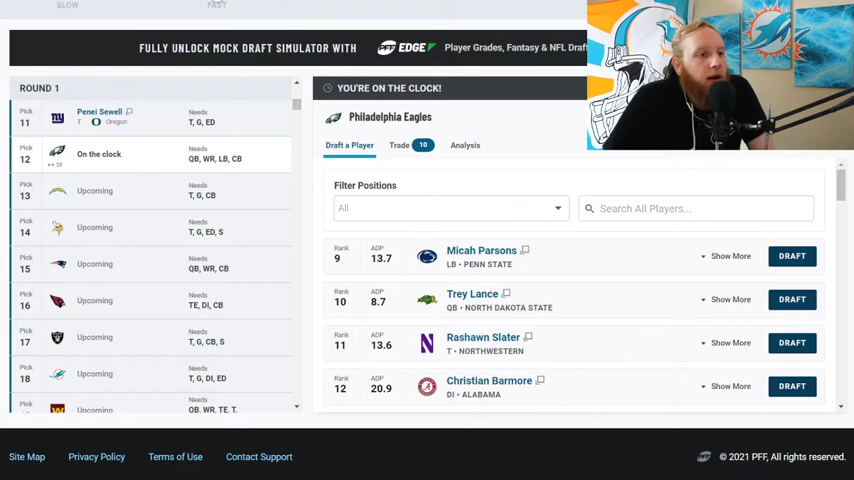 SLOW FAST
FULLY UNLOCK MOCK DRAFT SIMULATOR WITH PFF EDGE Player Grades, Fantasy & NFL Draf
ROUND 1
Pick 11 Penei Sewell T Oregon Needs T, G, ED
Pick 12 SF On the clock Needs QB, WR, LB, CB
Pick 13 Upcoming Needs T, G, CB
Pick 14 Upcoming Needs T, G, ED, S
Pick 15 Upcoming Needs QB, WR, CB
Pick 16 Upcoming Needs TE, DI, CB
Pick 17 Upcoming Needs T, G, CB, S
Pick 18 Upcoming Needs T, G, DI, ED
Pick Upcoming Needs QB, WR, TE, T,
YOU'RE ON THE CLOCK!
Philadelphia Eagles
Draft a Player Trade 10 Analysis
Filter Positions
All Search All Players...
Rank 9 ADP 13.7 Micah Parsons LB • PENN STATE Show More DRAFT
Rank 10 ADP 8.7 Trey Lance QB • NORTH DAKOTA STATE Show More DRAFT
Rank 11 ADP 13.6 Rashawn Slater T • NORTHWESTERN Show More DRAFT
Rank 12 ADP 20.9 Christian Barmore DI • ALABAMA Show More DRAFT
Site Map Privacy Policy Terms of Use Contact Support PFF © 2021 PFF, All rights reserved.